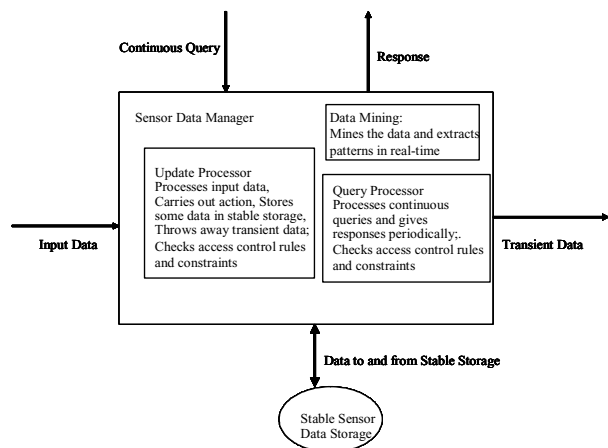 Continuous Query
Response
Sensor Data Manager
Data Mining:
Mines the data and extracts
patterns in real-time
Update Processor
Processes input data,
Carries out action, Stores
some data in stable storage,
Throws away transient data;
Checks access control rules
and constraints
Query Processor
Processes continuous
queries and gives
responses periodically;.
Checks access control rules
and constraints
Input Data
Transient Data
Data to and from Stable Storage
Stable Sensor
Data Storage